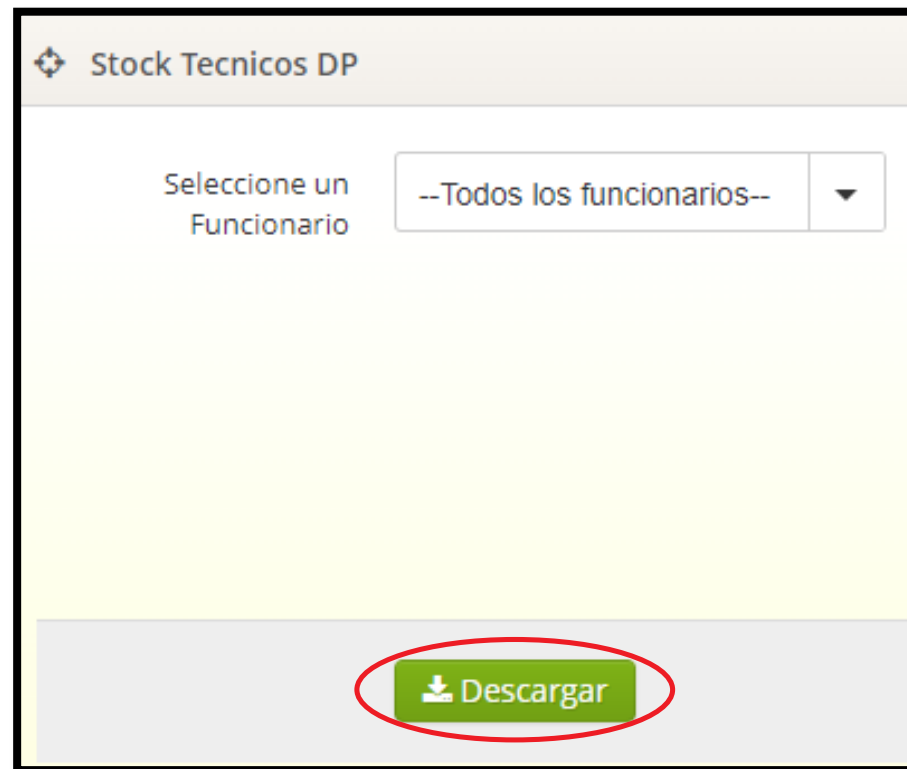 Stock Tecnicos DP
Seleccione un
Funcionario
--Todos los funcionarios--
Descargar